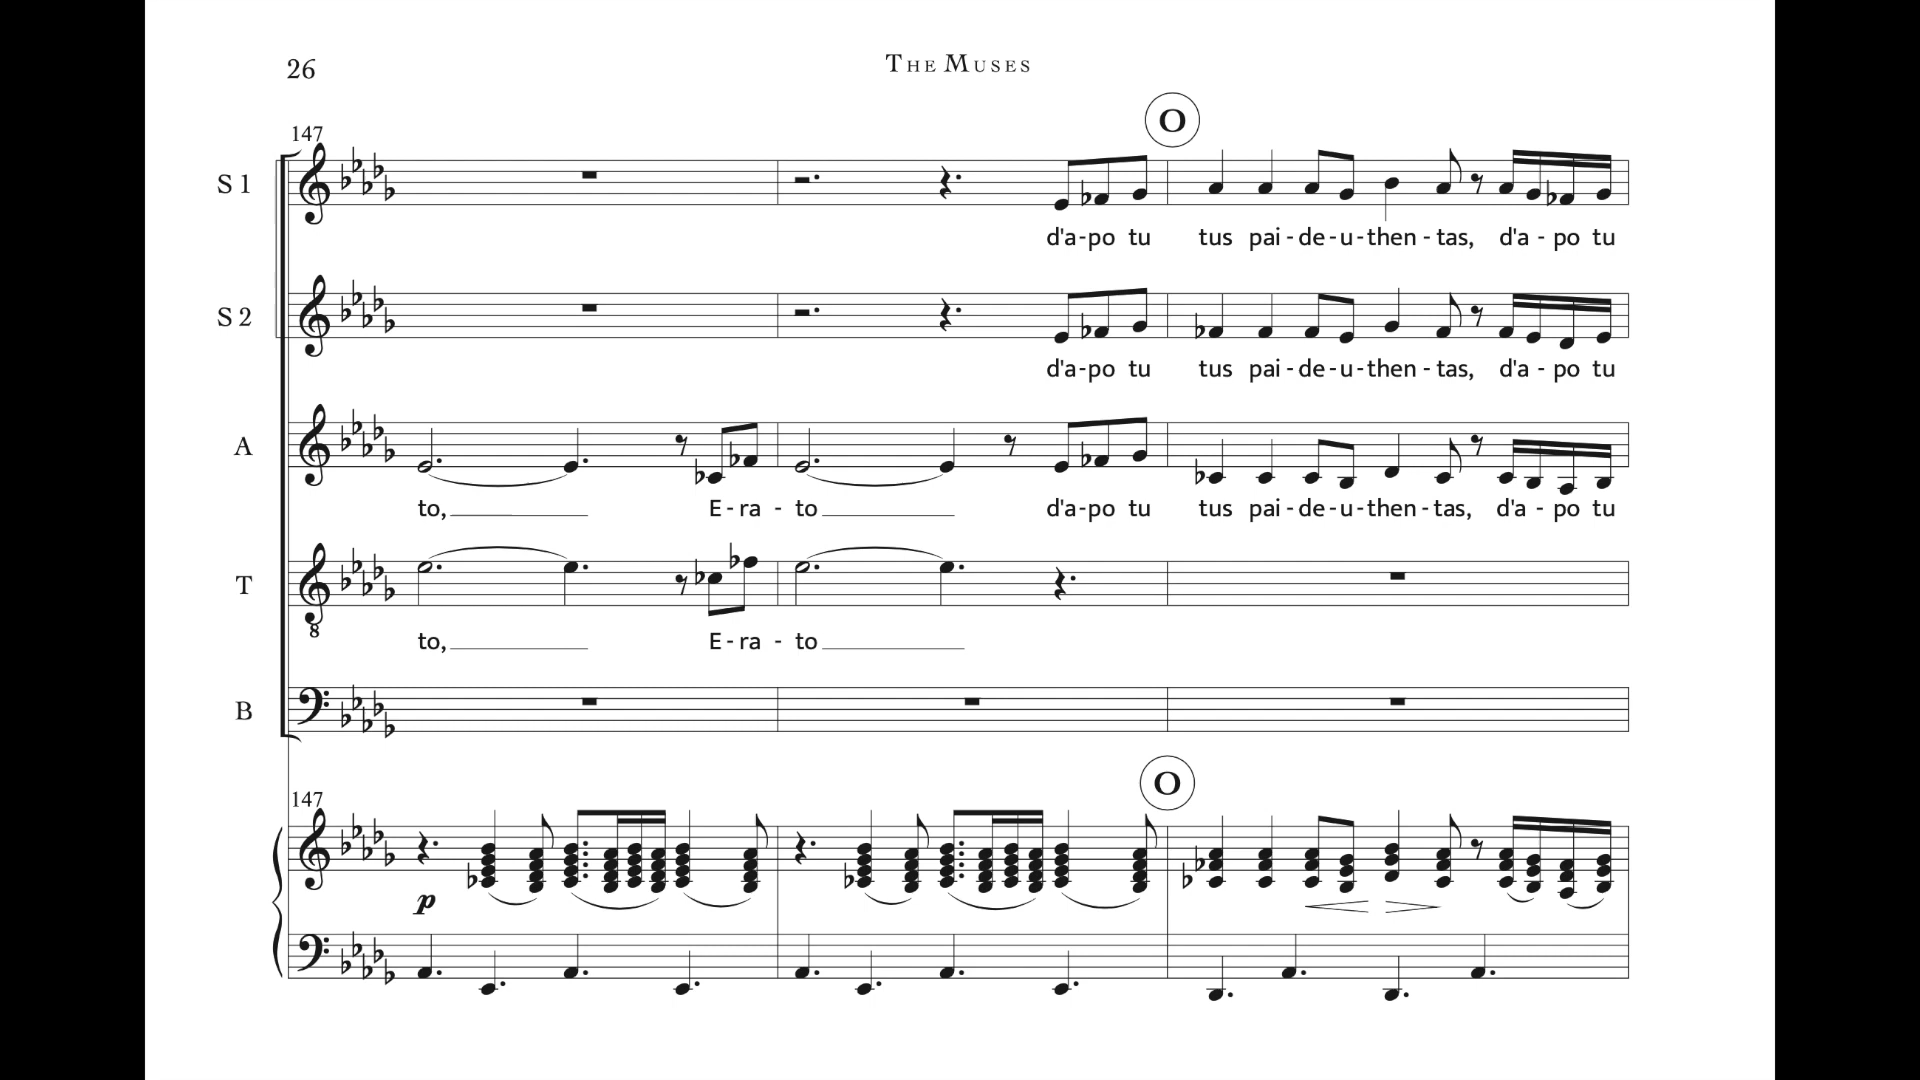 26
THE MUSES
O
147
S 1
d'a-po tu tus pai-de-u-then-tas, d'a-po tu
S 2
d'a-po tu tus pai-de-u-then-tas, d'a-po tu
A
to, E-ra-to d'a-po tu tus pai-de-u-then-tas, d'a-po tu
T
8
to, E-ra-to
B
O
147
p